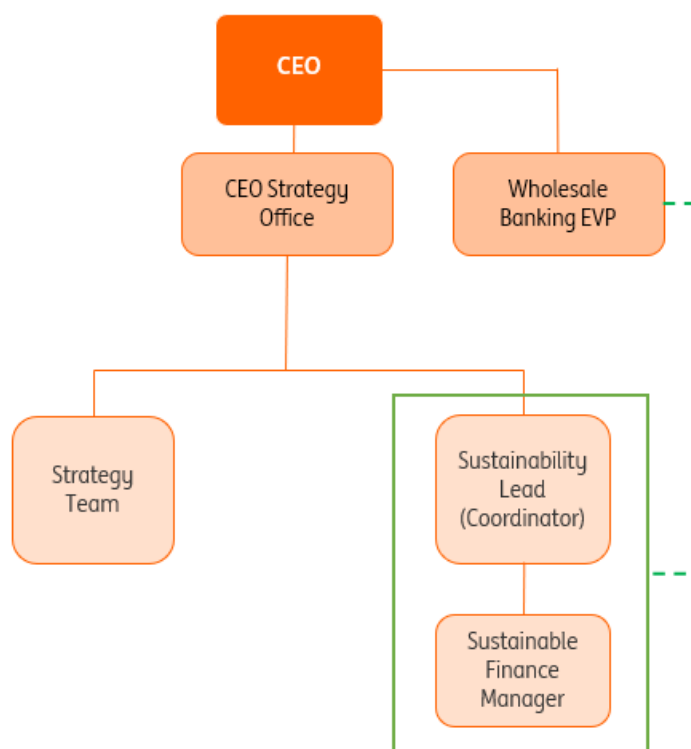 CEO
CEO Strategy
Office
Wholesale
Banking EVP
Strategy
Team
Sustainability
Lead
(Coordinator)
Sustainable
Finance
Manager